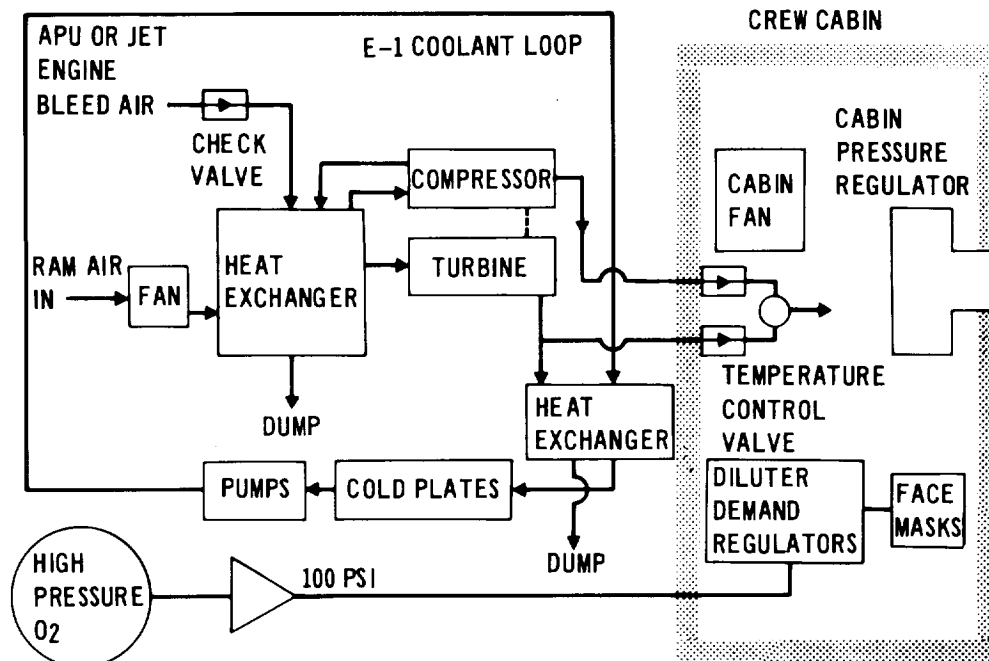 CREW CABIN
APU OR JET
ENGINE
BLEED AIR
E-1 COOLANT LOOP
CHECK
VALVE
COMPRESSOR
CABIN
FAN
CABIN
PRESSURE
REGULATOR
RAM AIR
IN
FAN
HEAT
EXCHANGER
TURBINE
DUMP
HEAT
EXCHANGER
TEMPERATURE
CONTROL
VALVE
PUMPS
COLD PLATES
DUMP
DILUTER
DEMAND
REGULATORS
FACE
MASKS
HIGH
PRESSURE
O2
100 PSI